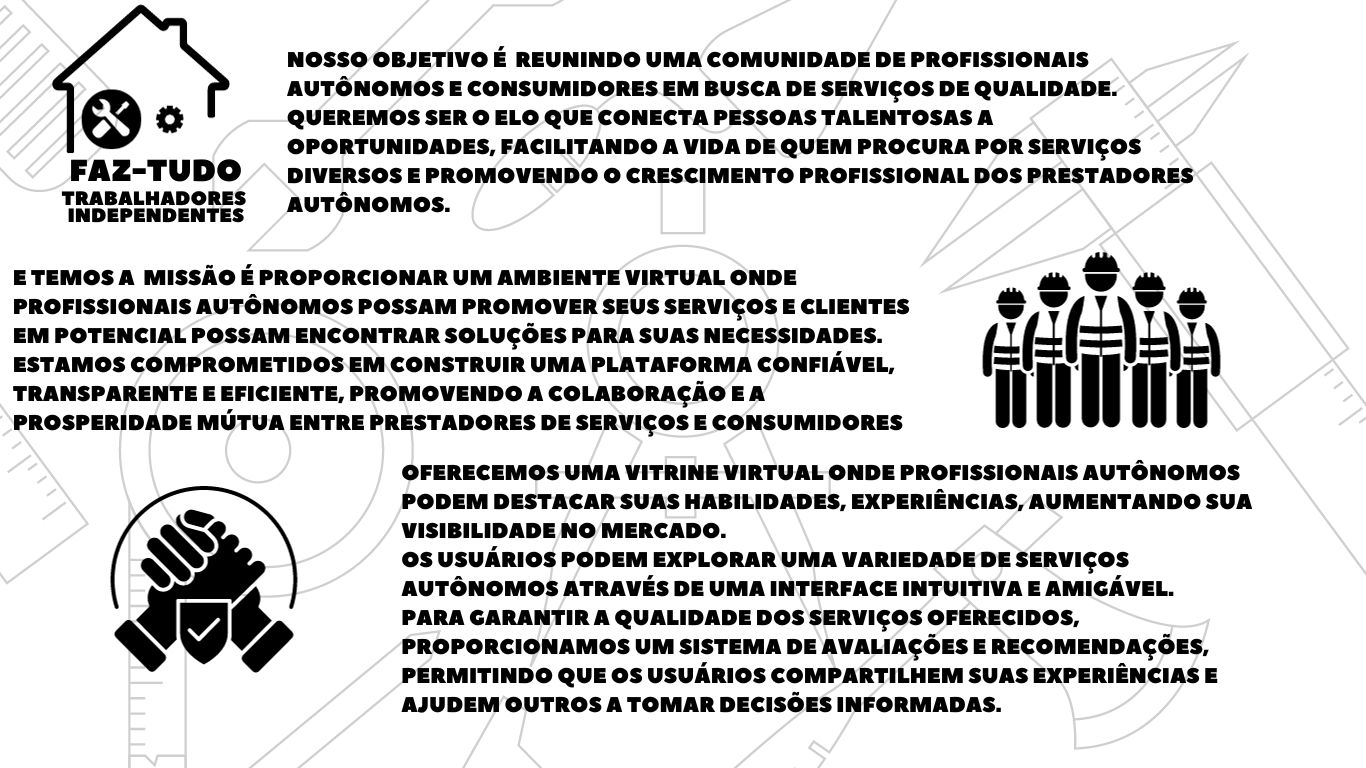 FAZ-TUDO
TRABALHADORES
INDEPENDENTES
NOSSO OBJETIVO É REUNINDO UMA COMUNIDADE DE PROFISSIONAIS
AUTÔNOMOS E CONSUMIDORES EM BUSCA DE SERVIÇOS DE QUALIDADE.
QUEREMOS SER O ELO QUE CONECTA PESSOAS TALENTOSAS A
OPORTUNIDADES, FACILITANDO A VIDA DE QUEM PROCURA POR SERVIÇOS
DIVERSOS E PROMOVENDO O CRESCIMENTO PROFISSIONAL DOS PRESTADORES
AUTÔNOMOS.
E TEMOS A MISSÃO É PROPORCIONAR UM AMBIENTE VIRTUAL ONDE
PROFISSIONAIS AUTÔNOMOS POSSAM PROMOVER SEUS SERVIÇOS E CLIENTES
EM POTENCIAL POSSAM ENCONTRAR SOLUÇÕES PARA SUAS NECESSIDADES.
ESTAMOS COMPROMETIDOS EM CONSTRUIR UMA PLATAFORMA CONFIÁVEL,
TRANSPARENTE E EFICIENTE, PROMOVENDO A COLABORAÇÃO E A
PROSPERIDADE MÚTUA ENTRE PRESTADORES DE SERVIÇOS E CONSUMIDORES
OFERECEMOS UMA VITRINE VIRTUAL ONDE PROFISSIONAIS AUTÔNOMOS
PODEM DESTACAR SUAS HABILIDADES, EXPERIÊNCIAS, AUMENTANDO SUA
VISIBILIDADE NO MERCADO.
OS USUÁRIOS PODEM EXPLORAR UMA VARIEDADE DE SERVIÇOS
AUTÔNOMOS ATRAVÉS DE UMA INTERFACE INTUITIVA E AMIGÁVEL.
PARA GARANTIR A QUALIDADE DOS SERVIÇOS OFERECIDOS,
PROPORCIONAMOS UM SISTEMA DE AVALIAÇÕES E RECOMENDAÇÕES,
PERMITINDO QUE OS USUÁRIOS COMPARTILHEM SUAS EXPERIÊNCIAS E
AJUDEM OUTROS A TOMAR DECISÕES INFORMADAS.